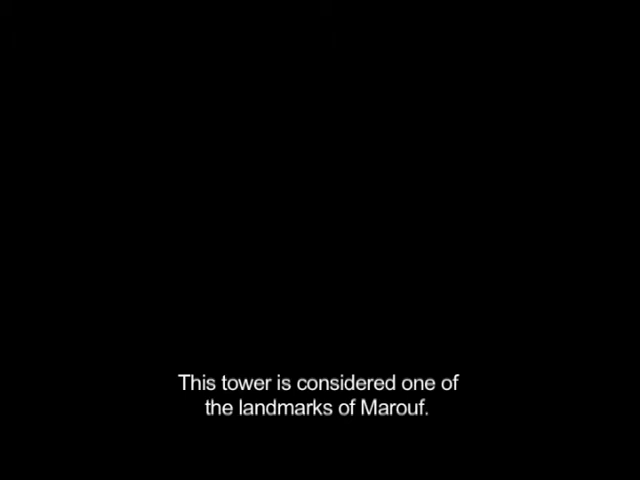 This tower is considered one of
the landmarks of Marouf.